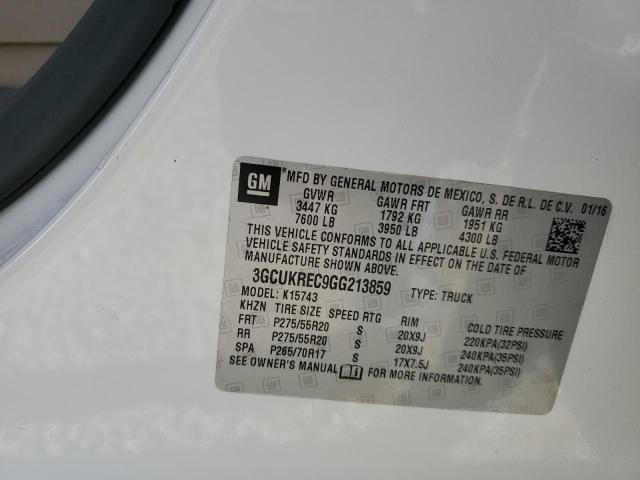 GM ® MFD BY GENERAL MOTORS DE MEXICO, S. DE R.L. DE C.V. 01/16
GVWR GAWR FRT GAWR RR
3447 KG 1792 KG 1951 KG
7600 LB 3950 LB 4300 LB
THIS VEHICLE CONFORMS TO ALL APPLICABLE U.S. FEDERAL MOTOR
VEHICLE SAFETY STANDARDS IN EFFECT ON THE DATE OF
MANUFACTURE SHOWN ABOVE.
3GCUKREC9GG213859 TYPE: TRUCK
MODEL: K15743
KHZN TIRE SIZE SPEED RTG RIM COLD TIRE PRESSURE
FRT P275/55R20 S 20X9J 220KPA(32PSI)
RR P275/55R20 S 20X9J 240KPA(35PSI)
SPA P265/70R17 S 17X7.5J 240KPA(35PSI)
SEE OWNER'S MANUAL FOR MORE INFORMATION.